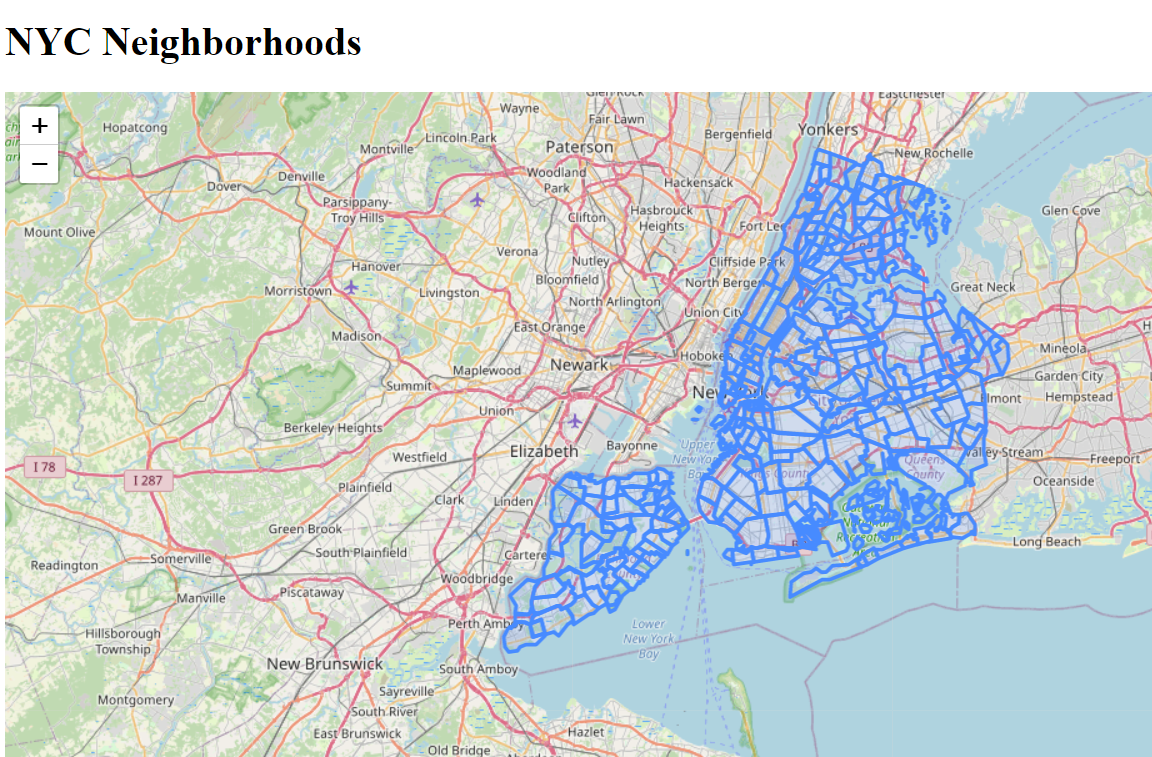 NYC Neighborhoods
+
−
Glen Rock
Eastchester
Wayne
Fair Lawn
Hopatcong
Lincoln Park
Bergenfield
Yonkers
Montville
Paterson
New Rochelle
Denville
Woodland
Park
Hackensack
Dover
Parsippany-
Troy Hills
Clifton
Hasbrouck
Heights
Fort Lee
Glen Cove
Mount Olive
Verona
Nutley
Cliffside Park
Hanover
Bloomfield
North Bergen
Great Neck
Morristown
Livingston
North Arlington
Union City
East Orange
Madison
Newark
Hoboken
Mineola
Maplewood
Summit
New York
Garden City
Elmont
Hempstead
Union
Berkeley Heights
Elizabeth
Bayonne
Upper
New York
Bay
Kings County
Queens
County
Valley Stream
Freeport
Westfield
I 78
I 287
Oceanside
Plainfield
Clark
Linden
Green Brook
Long Beach
South Plainfield
Carteret
Somerville
Readington
Woodbridge
Manville
Piscataway
Perth Amboy
Lower
New York
Bay
Hillsborough
Township
New Brunswick
South Amboy
Sayreville
Montgomery
South River
East Brunswick
Hazlet
Old Bridge